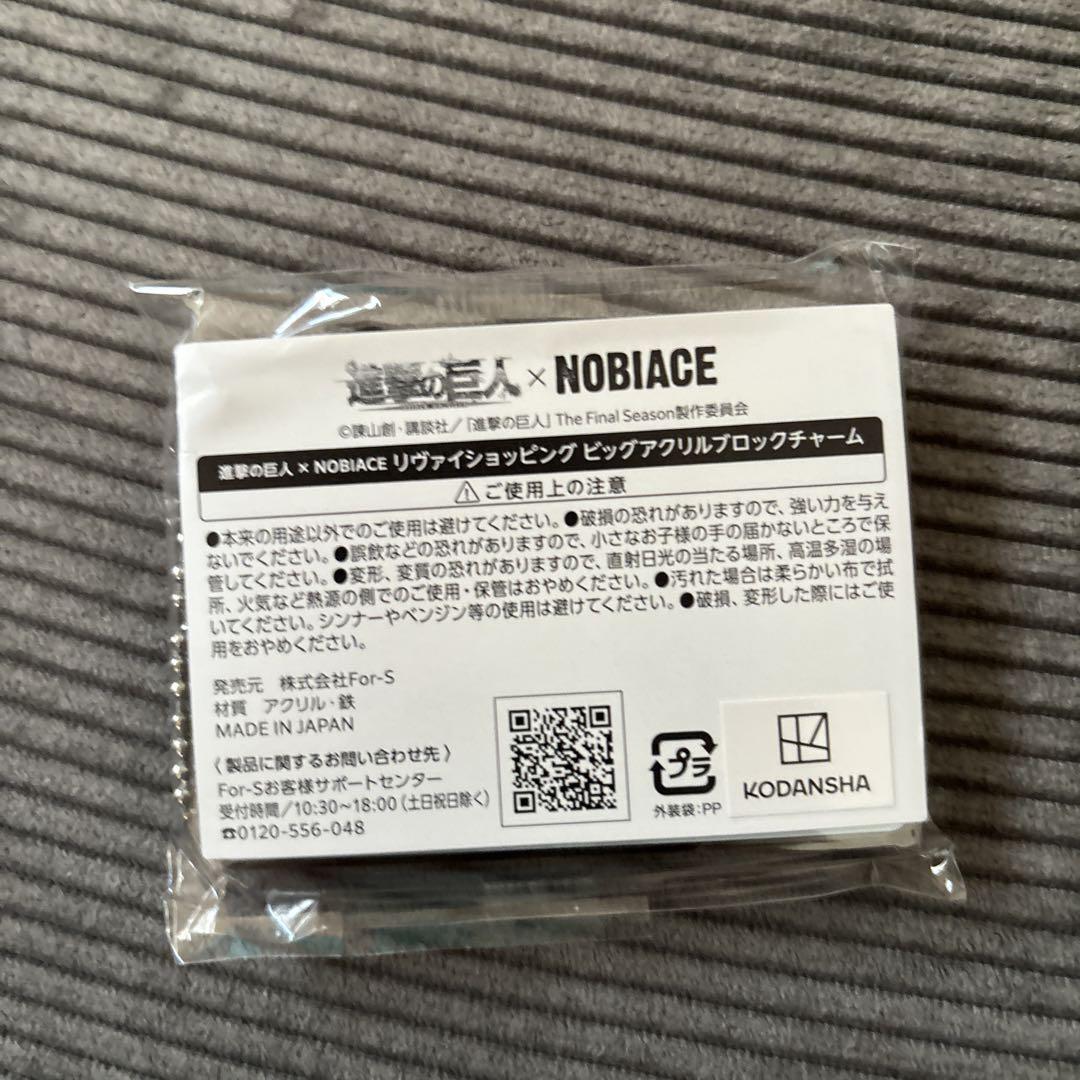 進撃の巨人 × NOBIACE
©諫山創・講談社/「進撃の巨人」The Final Season製作委員会
進撃の巨人 × NOBIACE リヴァイショッピング ビッグアクリルブロックチャーム
ご使用上の注意
●本来の用途以外でのご使用は避けてください。●破損の恐れがありますので、強い力を与え
ないでください。●誤飲などの恐れがありますので、小さなお子様の手の届かないところで保
管してください。●変形、変質の恐れがありますので、直射日光の当たる場所、高温多湿の場
所、火気など熱源の側でのご使用・保管はおやめください。●汚れた場合は柔らかい布で拭
いてください。シンナーやベンジン等の使用は避けてください。●破損、変形した際にはご使
用をおやめください。
発売元 株式会社For-S
材質 アクリル・鉄
MADE IN JAPAN
〈製品に関するお問い合わせ先〉
For-Sお客様サポートセンター
受付時間/10:30~18:00(土日祝日除く)
☎0120-556-048
プラ
外装袋:PP
KODANSHA